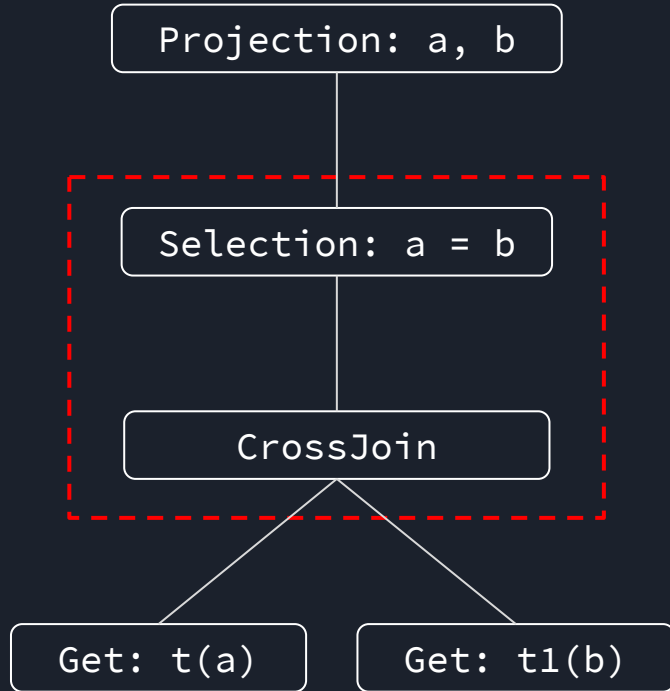 Projection: a, b
Selection: a = b
CrossJoin
Get: t(a)
Get: t1(b)